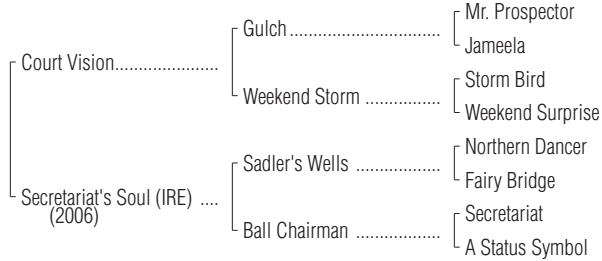 Mr. Prospector
Gulch
Jameela
Court Vision
Storm Bird
Weekend Storm
Weekend Surprise
Northern Dancer
Sadler's Wells
Fairy Bridge
Secretariat's Soul (IRE)
(2006)
Secretariat
Ball Chairman
A Status Symbol